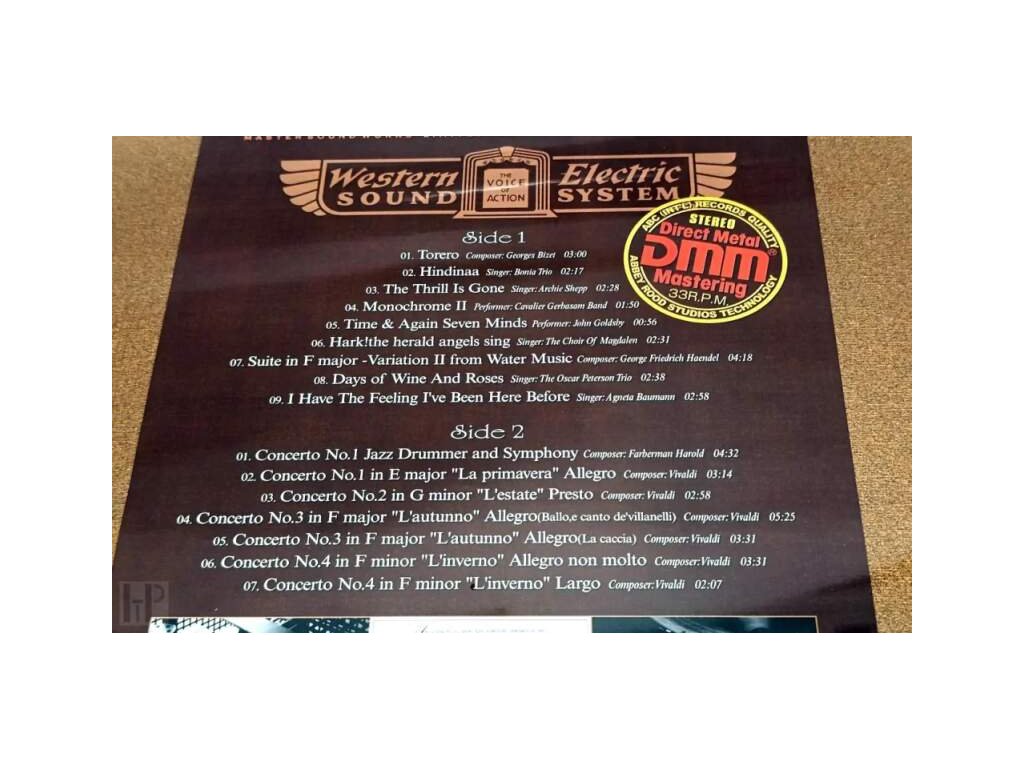 MASTER SOUND WORKS
Western Electric
SOUND SYSTEM
THE
VOICE
OF
ACTION
ABC (INT'L) RECORDS QUALITY
STEREO
Direct Metal
DMM®
Mastering
33R.P.M.
ABBEY ROOD STUDIOS TECHNOLOGY
Side 1
01. Torero Composer: Georges Bizet 03:00
02. Hindinaa Singer: Bonia Trio 02:17
03. The Thrill Is Gone Singer: Archie Shepp 02:28
04. Monochrome II Performer: Cavalier Gerbasam Band 01:50
05. Time & Again Seven Minds Performer: John Goldsby 00:56
06. Hark!the herald angels sing Singer: The Choir Of Magdalen 02:31
07. Suite in F major -Variation II from Water Music Composer: George Friedrich Haendel 04:18
08. Days of Wine And Roses Singer: The Oscar Peterson Trio 02:38
09. I Have The Feeling I've Been Here Before Singer: Agneta Baumann 02:58
Side 2
01. Concerto No.1 Jazz Drummer and Symphony Composer: Farberman Harold 04:32
02. Concerto No.1 in E major "La primavera" Allegro Composer: Vivaldi 03:14
03. Concerto No.2 in G minor "L'estate" Presto Composer: Vivaldi 02:58
04. Concerto No.3 in F major "L'autunno" Allegro(Ballo,e canto de'villanelli) Composer: Vivaldi 05:25
05. Concerto No.3 in F major "L'autunno" Allegro(La caccia) Composer: Vivaldi 03:31
06. Concerto No.4 in F minor "L'inverno" Allegro non molto Composer: Vivaldi 03:31
07. Concerto No.4 in F minor "L'inverno" Largo Composer: Vivaldi 02:07
HTP